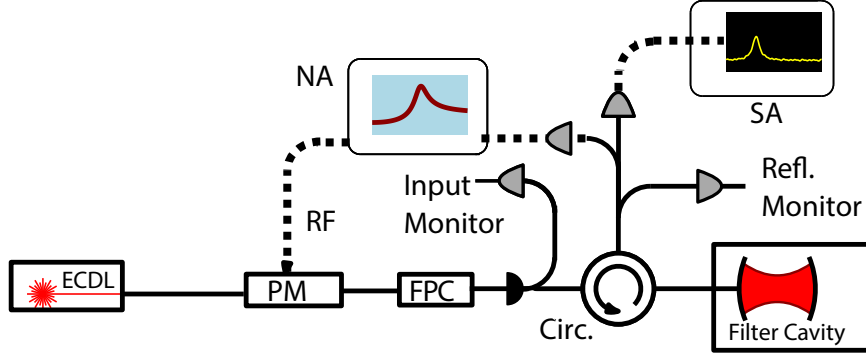 NA
SA
Input
Monitor
Refl.
Monitor
RF
ECDL
PM
FPC
Circ.
Filter Cavity